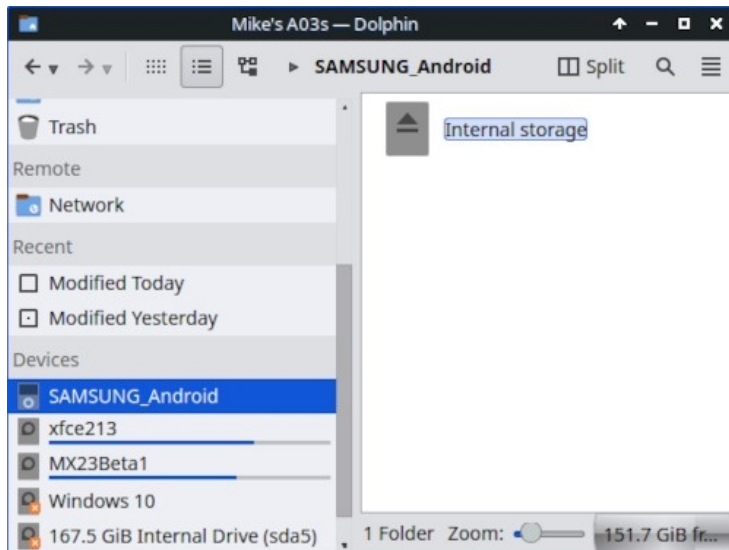 Mike's A03s — Dolphin
SAMSUNG_Android
Split
Trash
Remote
Network
Recent
Modified Today
Modified Yesterday
Devices
SAMSUNG_Android
xfce213
MX23Beta1
Windows 10
167.5 GiB Internal Drive (sda5)
Internal storage
1 Folder Zoom: 151.7 GiB fr...